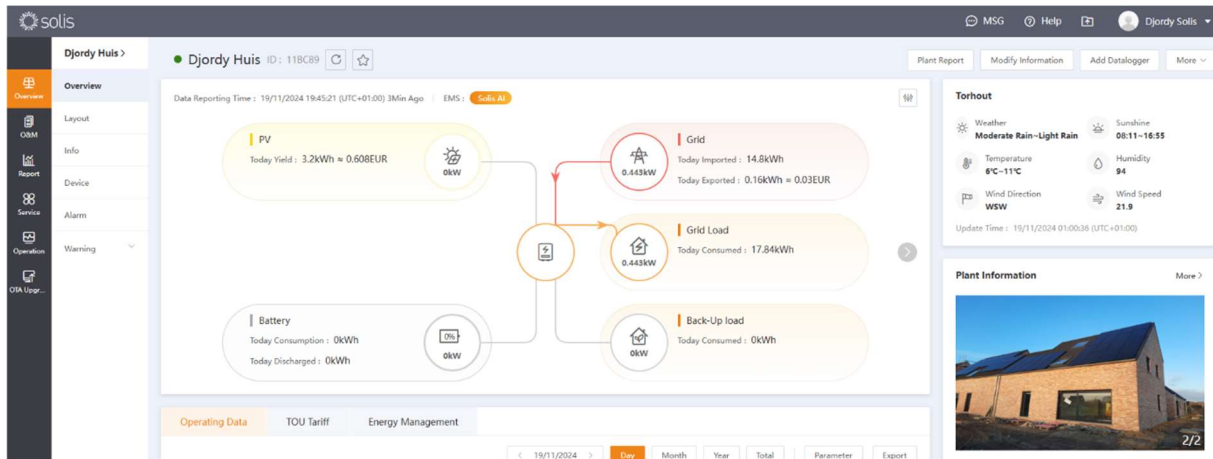 solis
MSG
Help
Djordy Solis
Overview
O&M
Report
Service
Operation
OTA Upgr...
Djordy Huis >
Overview
Layout
Info
Device
Alarm
Warning
Djordy Huis ID: 11BC89
Plant Report
Modify Information
Add Datalogger
More
Data Reporting Time : 19/11/2024 19:45:21 (UTC+01:00) 3Min Ago
EMS : Solis AI
PV
Today Yield : 3.2kWh ≈ 0.608EUR
0kW
Grid
Today Imported : 14.8kWh
Today Exported : 0.16kWh ≈ 0.03EUR
0.443kW
Grid Load
Today Consumed : 17.84kWh
0.443kW
Battery
Today Consumption : 0kWh
Today Discharged : 0kWh
0%
0kW
Back-Up load
Today Consumed : 0kWh
0kW
Operating Data
TOU Tariff
Energy Management
< 19/11/2024 >
Day
Month
Year
Total
Parameter
Export
Torhout
Weather
Moderate Rain~Light Rain
Sunshine
08:11~16:55
Temperature
6°C~11°C
Humidity
94
Wind Direction
WSW
Wind Speed
21.9
Update Time : 19/11/2024 01:00:36 (UTC+01:00)
Plant Information
More >
2/2